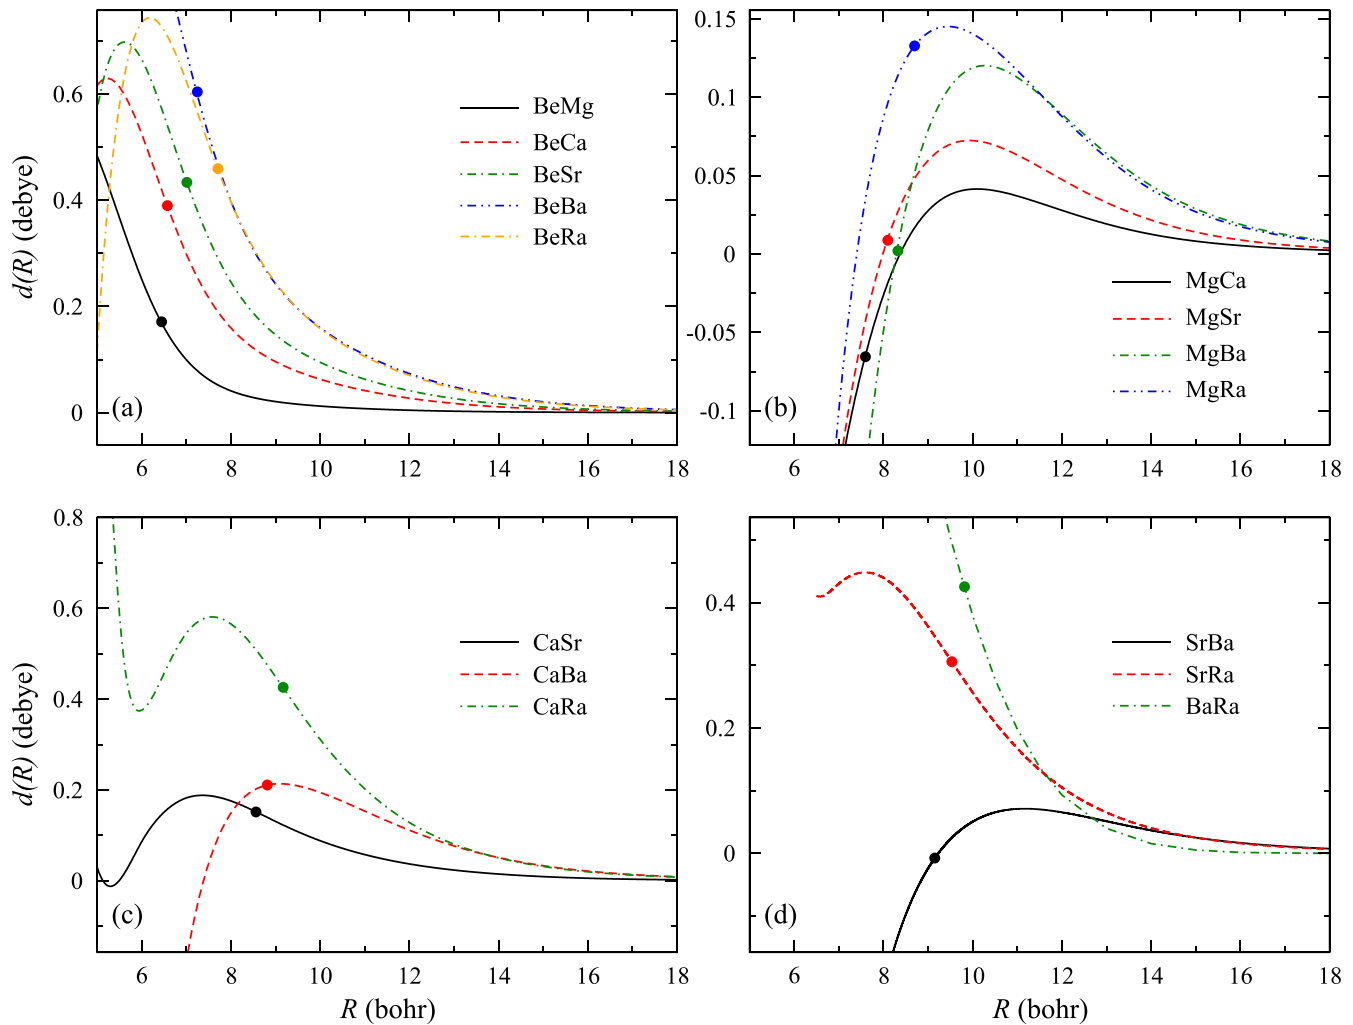 d(R) (debye)
0.6
0.4
0.2
0
BeMg
BeCa
BeSr
BeBa
BeRa
(a)
6 8 10 12 14 16 18
0.15
0.1
0.05
0
-0.05
-0.1
MgCa
MgSr
MgBa
MgRa
(b)
6 8 10 12 14 16 18
d(R) (debye)
0.8
0.6
0.4
0.2
0
CaSr
CaBa
CaRa
(c)
6 8 10 12 14 16 18
R (bohr)
0.4
0.2
0
SrBa
SrRa
BaRa
(d)
6 8 10 12 14 16 18
R (bohr)